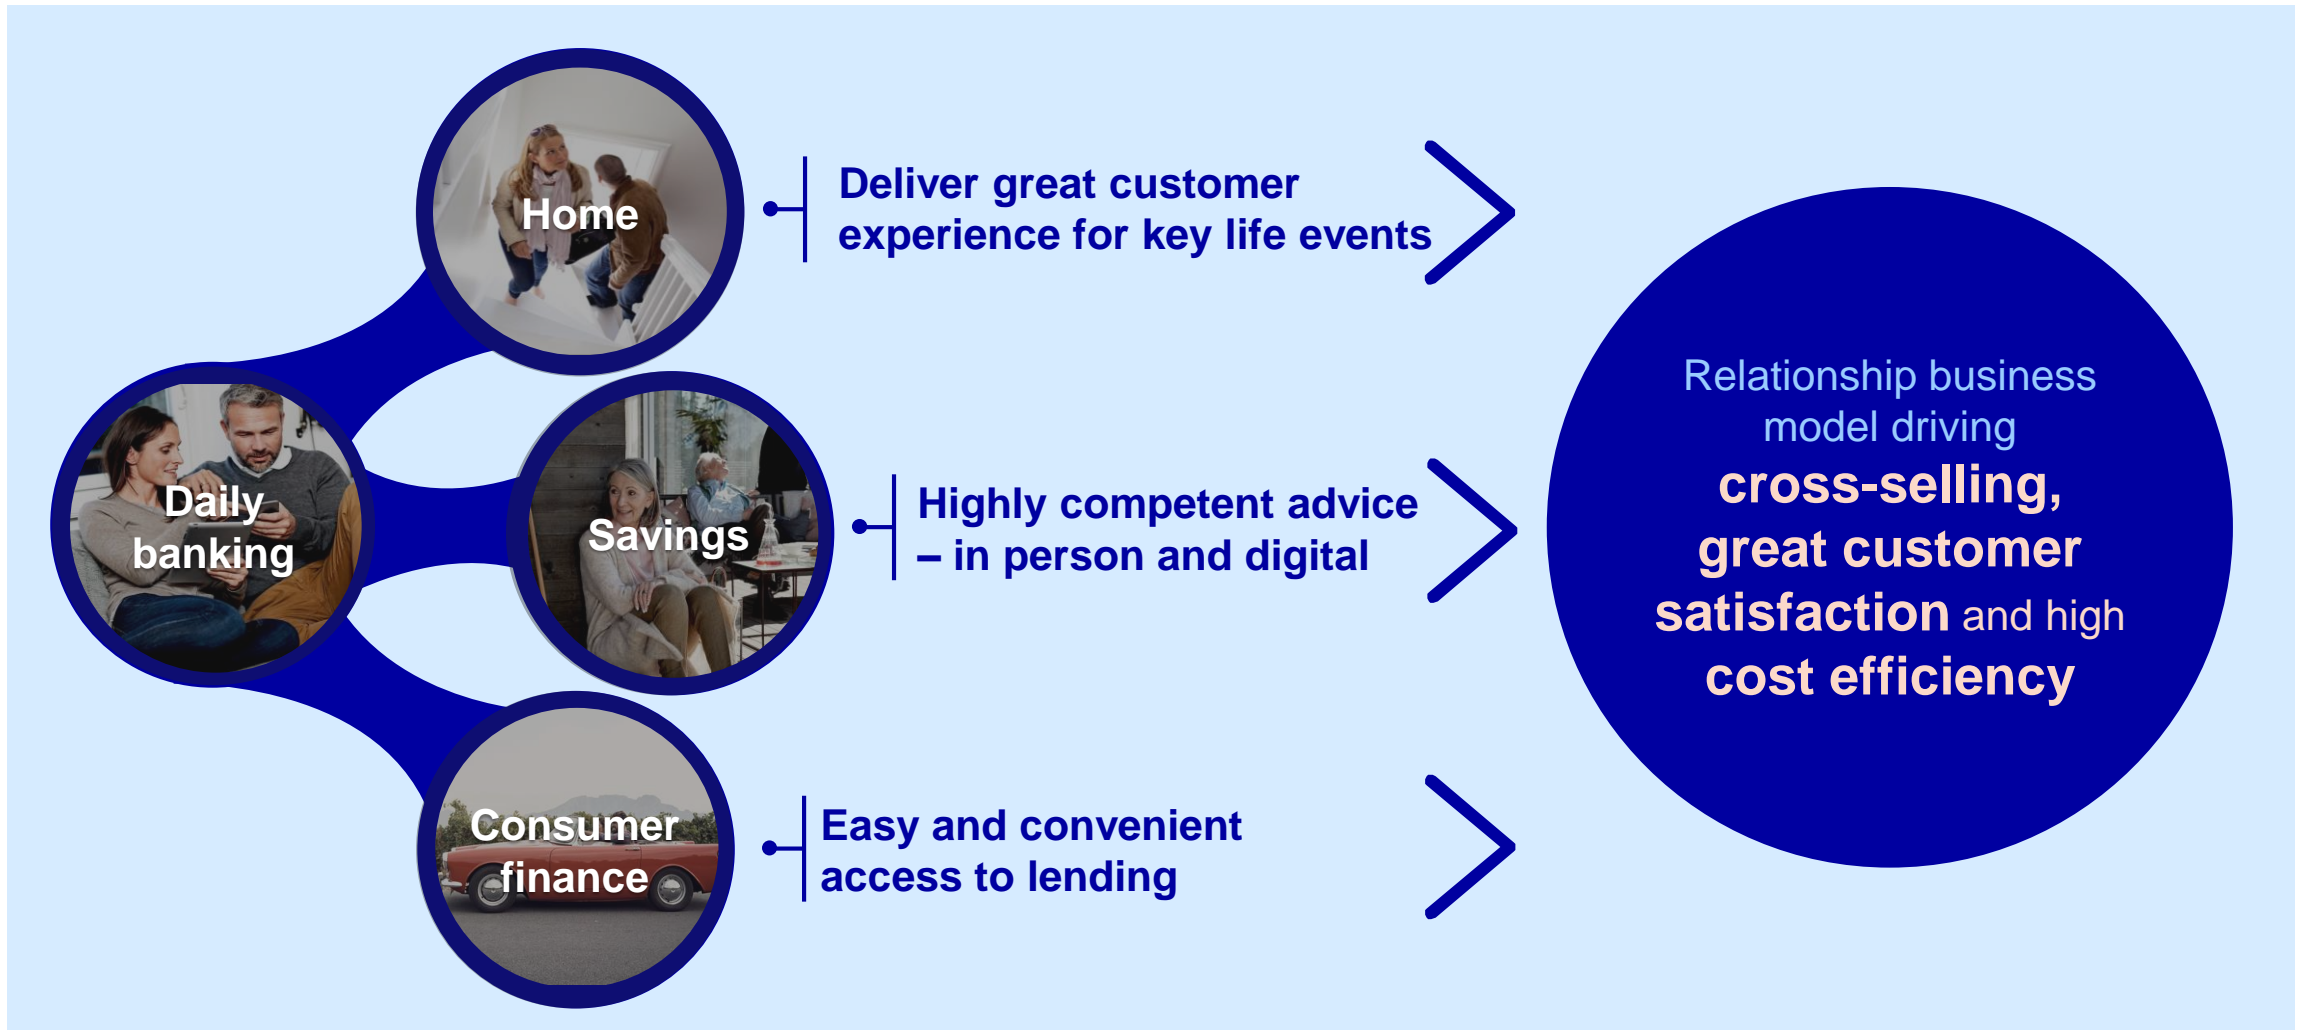 Home
Deliver great customer
experience for key life events
Daily
banking
Savings
Highly competent advice
– in person and digital
Consumer
finance
Easy and convenient
access to lending
Relationship business
model driving
cross-selling,
great customer
satisfaction and high
cost efficiency